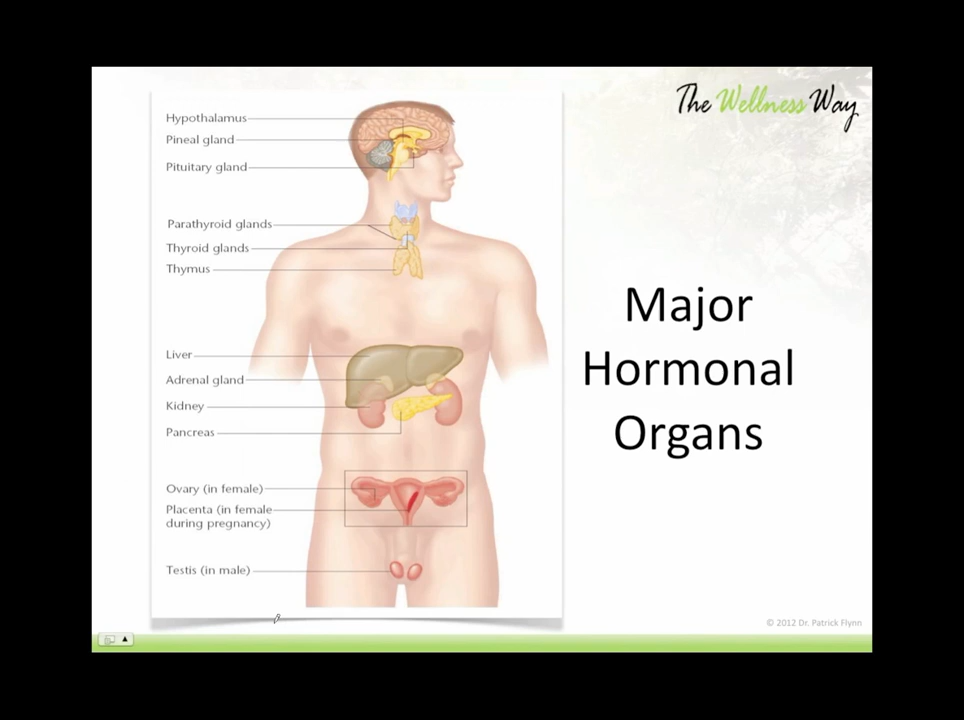 The Wellness Way
Hypothalamus
Pineal gland
Pituitary gland
Parathyroid glands
Thyroid glands
Thymus
Liver
Adrenal gland
Kidney
Pancreas
Ovary (in female)
Placenta (in female
during pregnancy)
Testis (in male)
Major
Hormonal
Organs
© 2012 Dr. Patrick Flynn